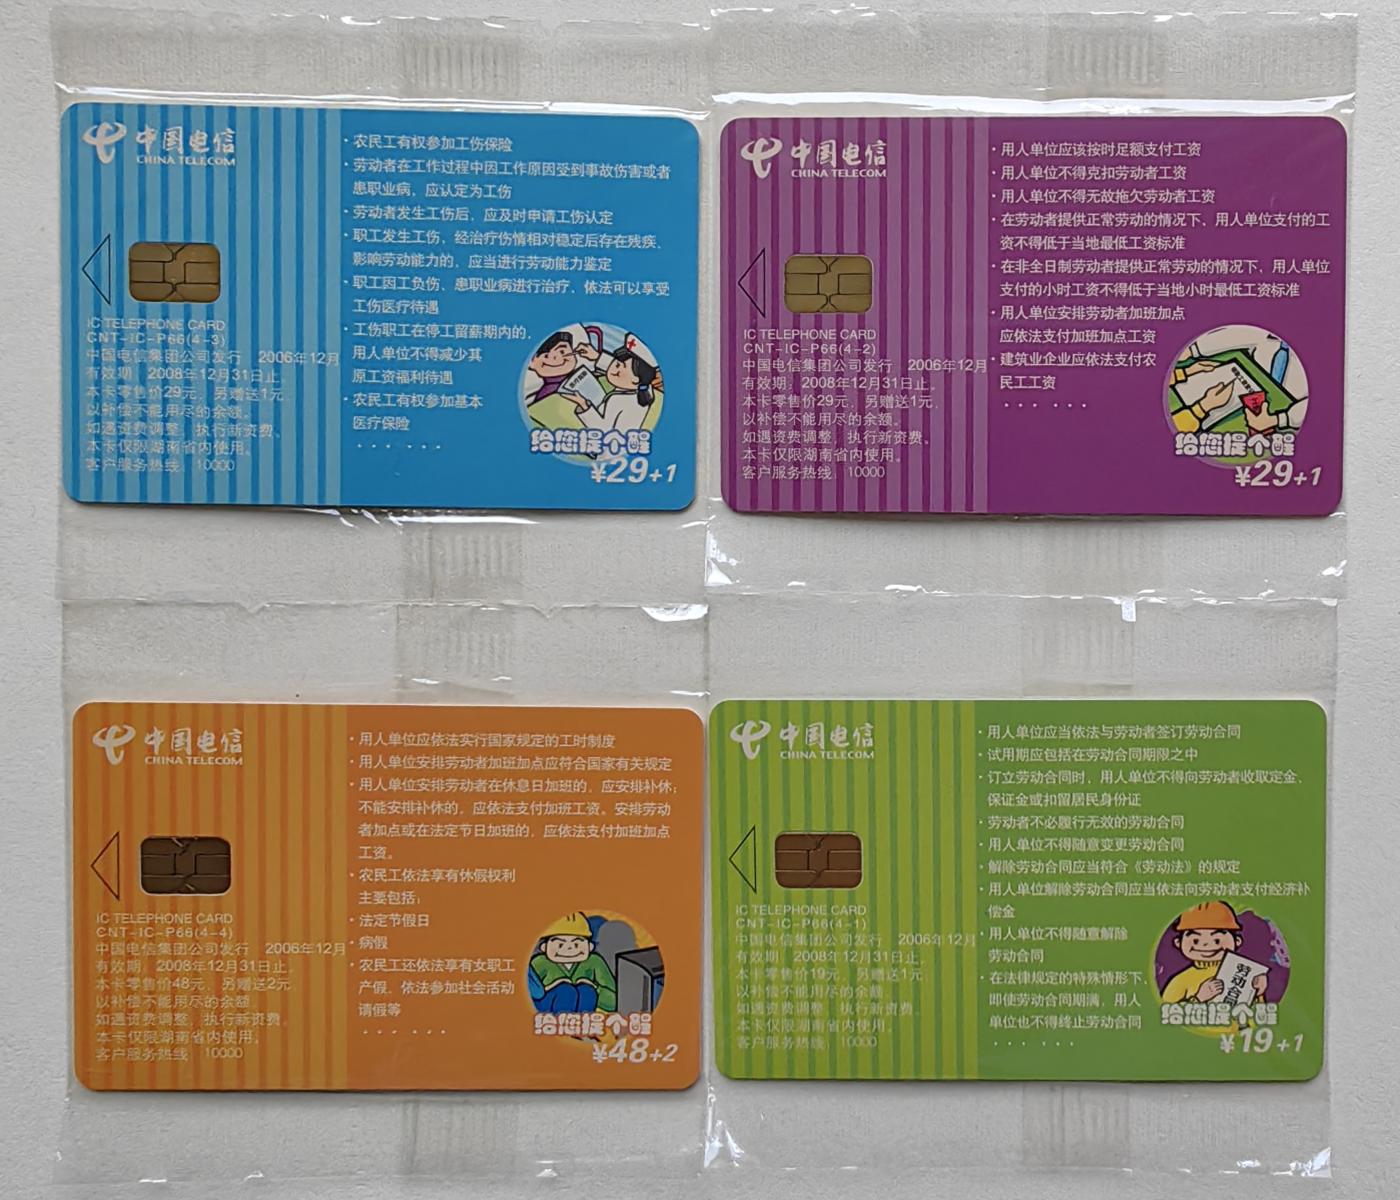 中国电信
CHINA TELECOM
IC TELEPHONE CARD
CNT-IC-P66(4-3)
中国电信集团公司发行 2006年12月
有效期：2008年12月31日止。
本卡零售价29元，另赠送1元，
以补偿不能用尽的余额。
如遇资费调整，执行新资费。
本卡仅限湖南省内使用。
客户服务热线：10000
·农民工有权参加工伤保险
·劳动者在工作过程中因工作原因受到事故伤害或者
患职业病，应认定为工伤
·劳动者发生工伤后，应及时申请工伤认定
·职工发生工伤，经治疗伤情相对稳定后存在残疾、
影响劳动能力的，应当进行劳动能力鉴定
·职工因工负伤、患职业病进行治疗，依法可以享受
工伤医疗待遇
·工伤职工在停工留薪期内的，
用人单位不得减少其
原工资福利待遇
·农民工有权参加基本
医疗保险
······
给您提个醒
¥29+1
中国电信
CHINA TELECOM
IC TELEPHONE CARD
CNT-IC-P66(4-2)
中国电信集团公司发行 2006年12月
有效期：2008年12月31日止。
本卡零售价29元，另赠送1元，
以补偿不能用尽的余额。
如遇资费调整，执行新资费。
本卡仅限湖南省内使用。
客户服务热线：10000
·用人单位应该按时足额支付工资
·用人单位不得克扣劳动者工资
·用人单位不得无故拖欠劳动者工资
·在劳动者提供正常劳动的情况下，用人单位支付的工
资不得低于当地最低工资标准
·在非全日制劳动者提供正常劳动的情况下，用人单位
支付的小时工资不得低于当地小时最低工资标准
·用人单位安排劳动者加班加点
应依法支付加班加点工资
·建筑业企业应依法支付农
民工工资
······
给您提个醒
¥29+1
中国电信
CHINA TELECOM
IC TELEPHONE CARD
CNT-IC-P66(4-4)
中国电信集团公司发行 2006年12月
有效期：2008年12月31日止。
本卡零售价48元，另赠送2元，
以补偿不能用尽的余额。
如遇资费调整，执行新资费。
本卡仅限湖南省内使用。
客户服务热线：10000
·用人单位应依法实行国家规定的工时制度
·用人单位安排劳动者加班加点应符合国家有关规定
·用人单位安排劳动者在休息日加班的，应安排补休；
不能安排补休的，应依法支付加班工资。安排劳动
者加点或在法定节日加班的，应依法支付加班加点
工资。
·农民工依法享有休假权利
主要包括：
·法定节假日
·病假
·农民工还依法享有女职工
产假、依法参加社会活动
请假等
······
给您提个醒
¥48+2
中国电信
CHINA TELECOM
IC TELEPHONE CARD
CNT-IC-P66(4-1)
中国电信集团公司发行 2006年12月
有效期：2008年12月31日止。
本卡零售价19元，另赠送1元，
以补偿不能用尽的余额
如遇资费调整，执行新资费。
本卡仅限湖南省内使用。
客户服务热线：10000
·用人单位应当依法与劳动者签订劳动合同
·试用期应包括在劳动合同期限之中
·订立劳动合同时，用人单位不得向劳动者收取定金、
保证金或扣留居民身份证
·劳动者不必履行无效的劳动合同
·用人单位不得随意变更劳动合同
·解除劳动合同应当符合《劳动法》的规定
·用人单位解除劳动合同应当依法向劳动者支付经济补
偿金
·用人单位不得随意解除
劳动合同
·在法律规定的特殊情形下，
即使劳动合同期满，用人
单位也不得终止劳动合同
······
劳动合同
给您提个醒
¥19+1